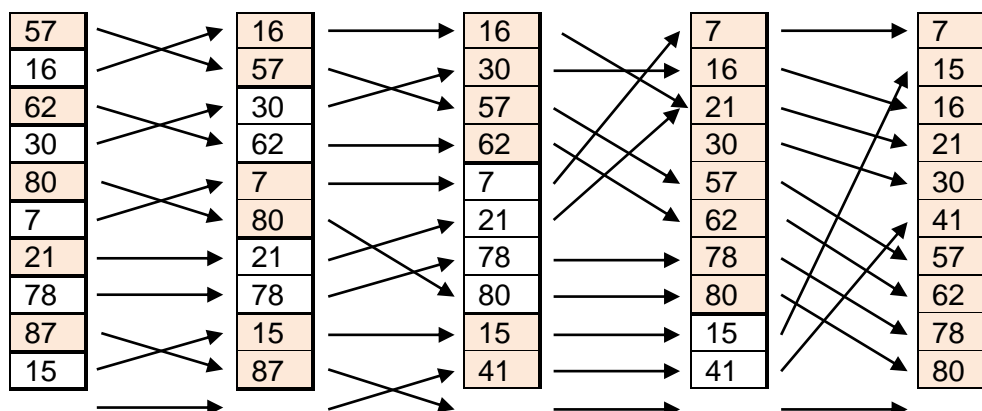 57 16 16 7 7
16 57 30 16 15
62 30 57 21 16
30 62 62 30 21
80 7 7 57 30
7 80 21 62 41
21 21 78 78 57
78 78 80 80 62
87 15 15 15 78
15 87 41 41 80